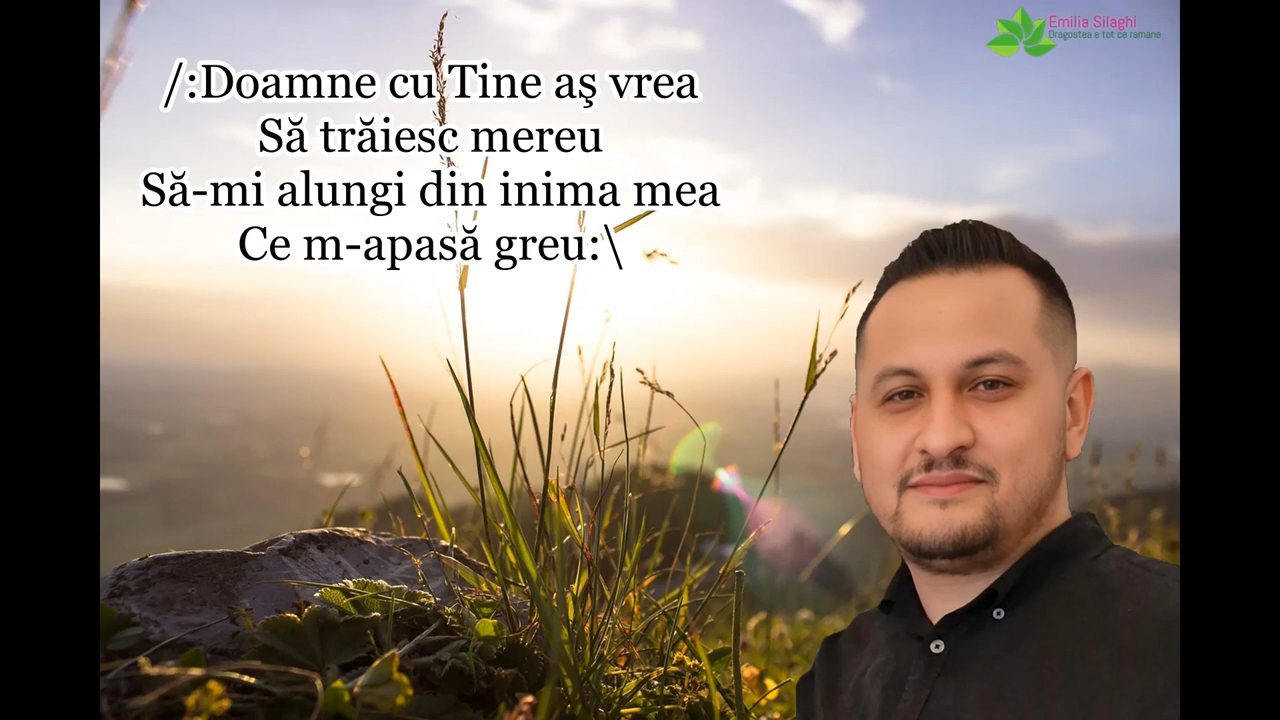 /:Doamne cu Tine aş vrea
Să trăiesc mereu
Să-mi alungi din inima mea
Ce m-apasă greu:\
Emilia Silaghi
Dragostea e tot ce ramane